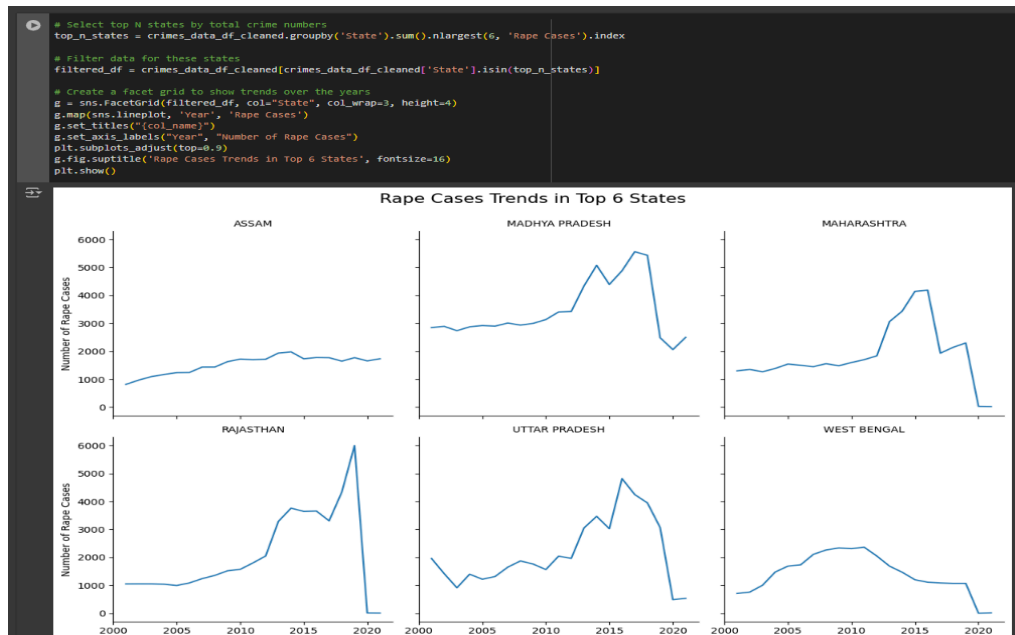 # Select top N states by total crime numbers
top_n_states = crimes_data_df_cleaned.groupby('State').sum().nlargest(6, 'Rape Cases').index
# Filter data for these states
filtered_df = crimes_data_df_cleaned[crimes_data_df_cleaned['State'].isin(top_n_states)]
# Create a facet grid to show trends over the years
g = sns.FacetGrid(filtered_df, col="State", col_wrap=3, height=4)
g.map(sns.lineplot, 'Year', 'Rape Cases')
g.set_titles("{col_name}")
g.set_axis_labels("Year", "Number of Rape Cases")
plt.subplots_adjust(top=0.9)
g.fig.suptitle('Rape Cases Trends in Top 6 States', fontsize=16)
plt.show()
Rape Cases Trends in Top 6 States
ASSAM
MADHYA PRADESH
MAHARASHTRA
6000
5000
4000
3000
2000
1000
0
Number of Rape Cases
RAJASTHAN
UTTAR PRADESH
WEST BENGAL
6000
5000
4000
3000
2000
1000
0
Number of Rape Cases
2000 2005 2010 2015 2020
2000 2005 2010 2015 2020
2000 2005 2010 2015 2020